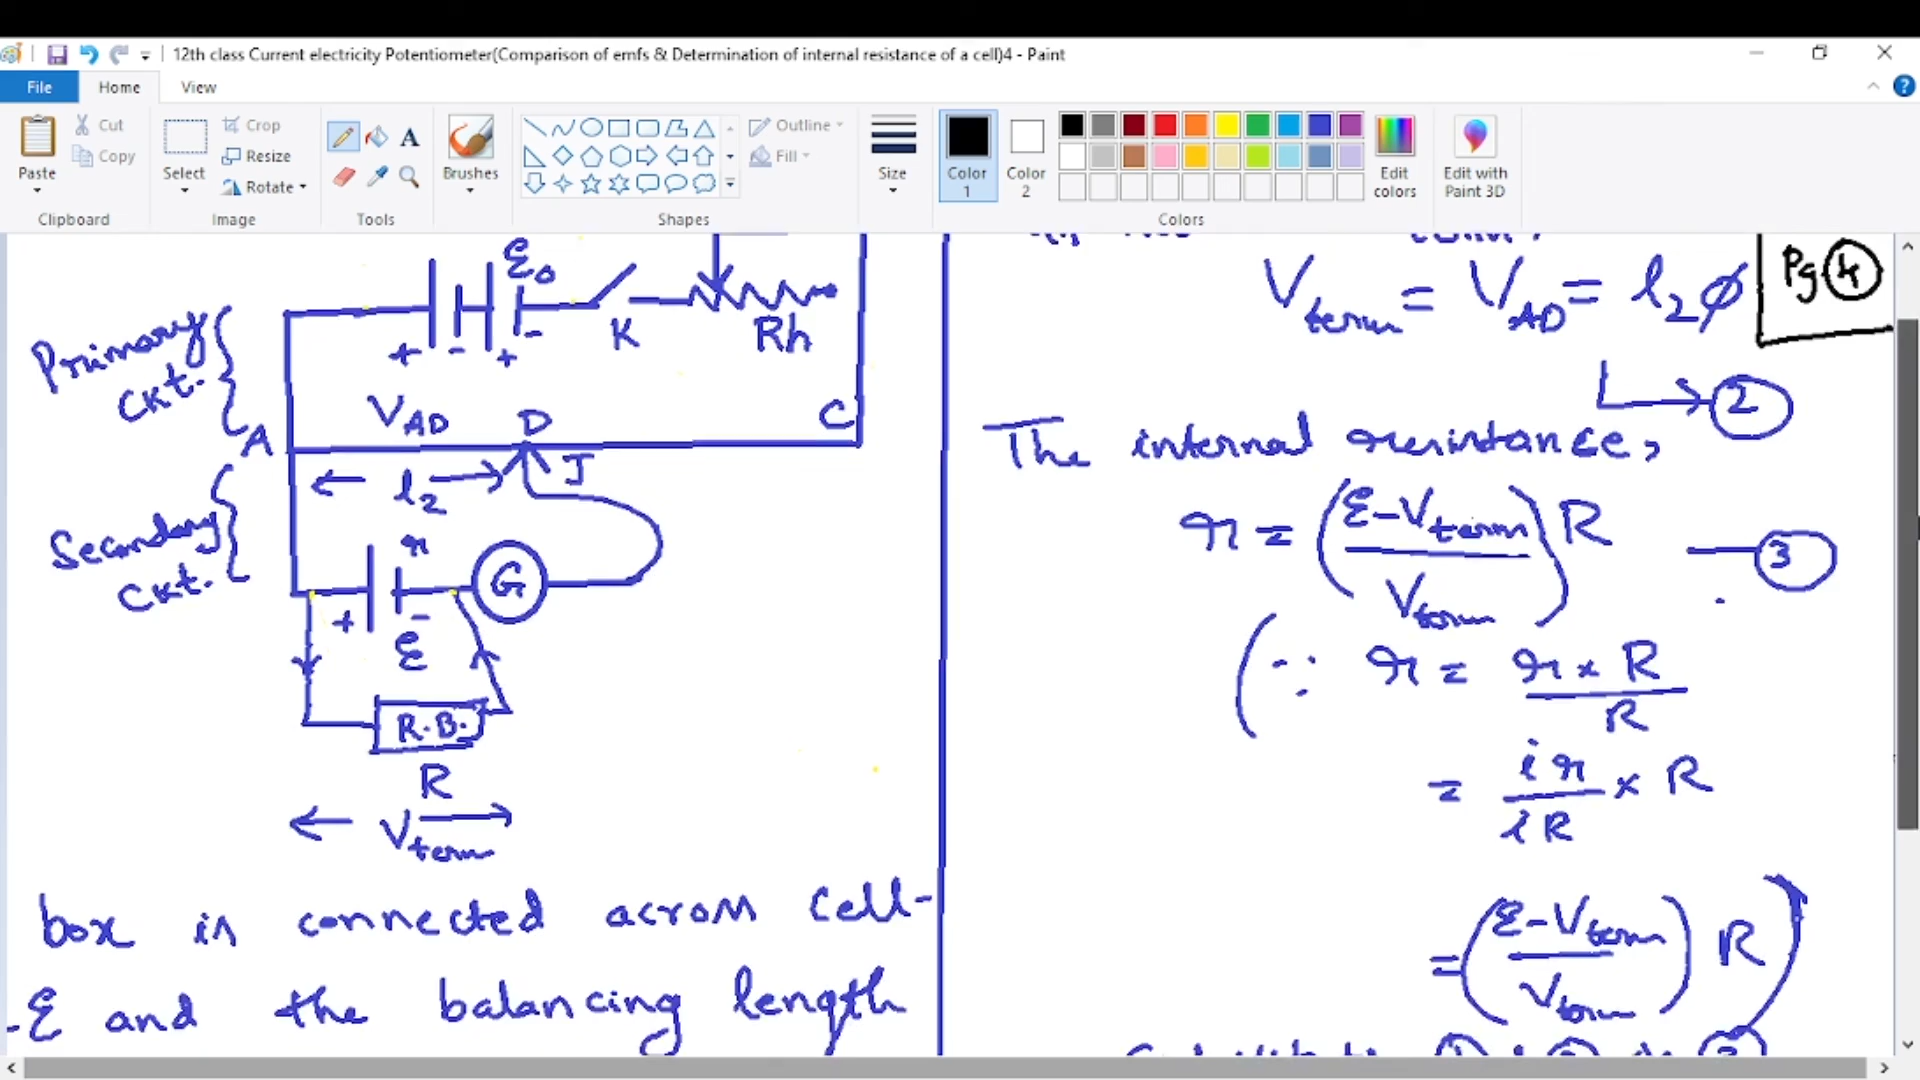 12th class Current electricity Potentiometer(Comparison of emfs & Determination of internal resistance of a cell)4 - Paint
File Home View
Paste Cut Copy
Clipboard
Select Crop Resize Rotate
Image
A
Tools
Brushes
Shapes
Outline
Fill
Size
Color 1 Color 2
Edit colors
Colors
Edit with Paint 3D
Primary
Ckt.
ε₀
+ - + -
K
Rh
V_AD
A D C
l₂ J
Secondary
Ckt.
r
+ -
G
ε
R.B.
R
V_term
box is connected across cell-
-ε and the balancing length
Pg 4
V_term = V_AD = l₂ϕ
→ 2
The internal resistance,
r = (ε-V_term / V_term) R — 3
(∵ r = r × R / R
= i r / i R × R
= (ε-V_term / V_term) R)